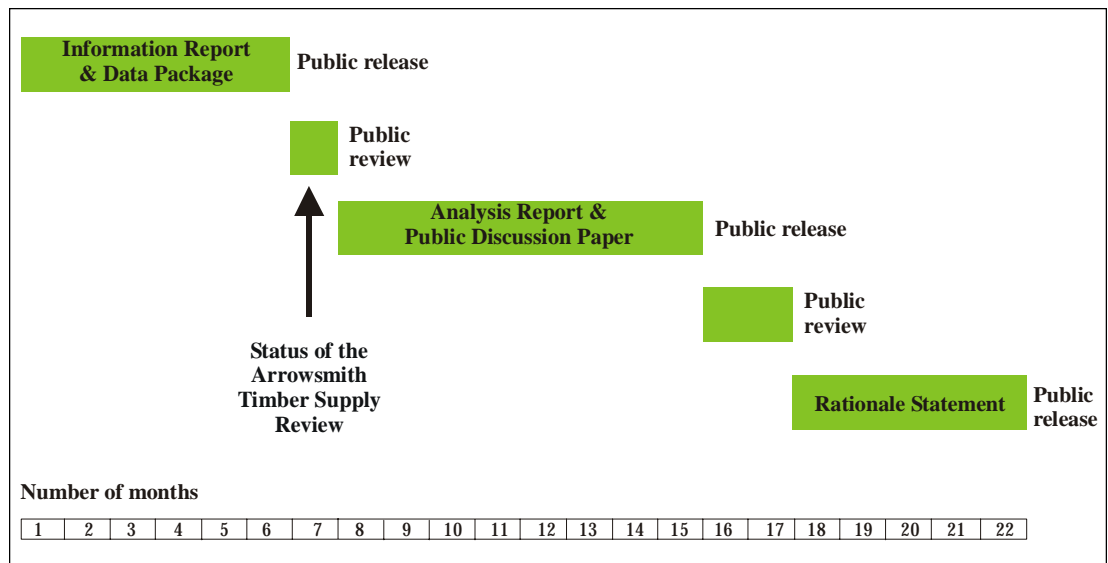 Information Report
& Data Package
Public release
Public
review
Analysis Report &
Public Discussion Paper
Public release
Public
review
Status of the
Arrowsmith
Timber Supply
Review
Rationale Statement
Public
release
Number of months
1 2 3 4 5 6 7 8 9 10 11 12 13 14 15 16 17 18 19 20 21 22